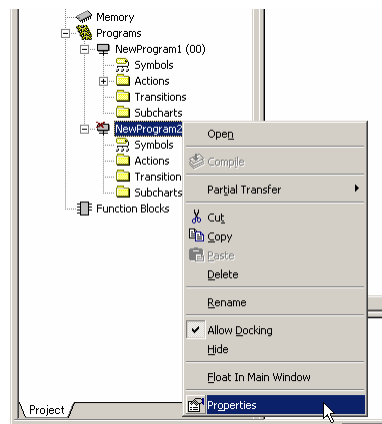 Memory
Programs
NewProgram1 (00)
Symbols
Actions
Transitions
Subcharts
NewProgram2
Symbols
Actions
Transition
Subcharts
Function Blocks
Open
Compile
Partial Transfer
Cut
Copy
Paste
Delete
Rename
Allow Docking
Hide
Float In Main Window
Properties
Project